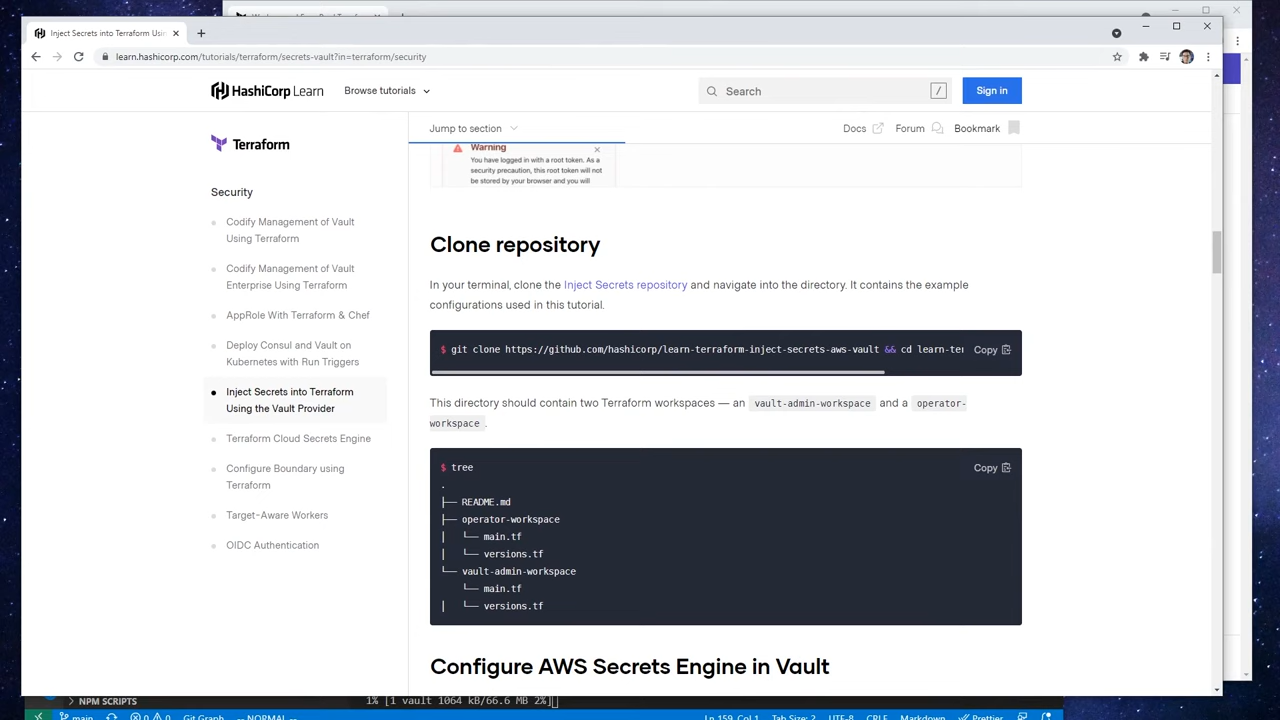 Inject Secrets into Terraform Usin
learn.hashicorp.com/tutorials/terraform/secrets-vault?in=terraform/security
HashiCorp Learn
Browse tutorials
Search
/
Sign in
Terraform
Jump to section
Docs
Forum
Bookmark
Security
Codify Management of Vault
Using Terraform
Codify Management of Vault
Enterprise Using Terraform
AppRole With Terraform & Chef
Deploy Consul and Vault on
Kubernetes with Run Triggers
Inject Secrets into Terraform
Using the Vault Provider
Terraform Cloud Secrets Engine
Configure Boundary using
Terraform
Target-Aware Workers
OIDC Authentication
Warning
You have logged in with a root token. As a
security precaution, this root token will
not be stored by your browser and you will
Clone repository
In your terminal, clone the Inject Secrets repository and navigate into the directory. It contains the example
configurations used in this tutorial.
$ git clone https://github.com/hashicorp/learn-terraform-inject-secrets-aws-vault && cd learn-ter
Copy
This directory should contain two Terraform workspaces — an vault-admin-workspace and a operator-
workspace .
$ tree
Copy
.
├── README.md
├── operator-workspace
│   └── main.tf
│   └── versions.tf
└── vault-admin-workspace
    └── main.tf
│   └── versions.tf
Configure AWS Secrets Engine in Vault
NPM SCRIPTS
1% [1 vault 1064 kB/66.6 MB 2%]
main
0
0
Git Graph
-- NORMAL --
Ln 159, Col 1
Tab Size: 2
UTF-8
CRLF
Markdown
Prettier